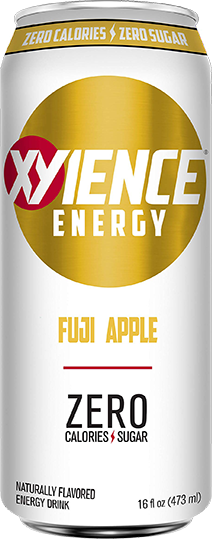 ZERO CALORIES ZERO SUGAR
XYIENCE
ENERGY
FUJI APPLE
ZERO
CALORIES SUGAR
NATURALLY FLAVORED
ENERGY DRINK
16 fl oz (473 ml)